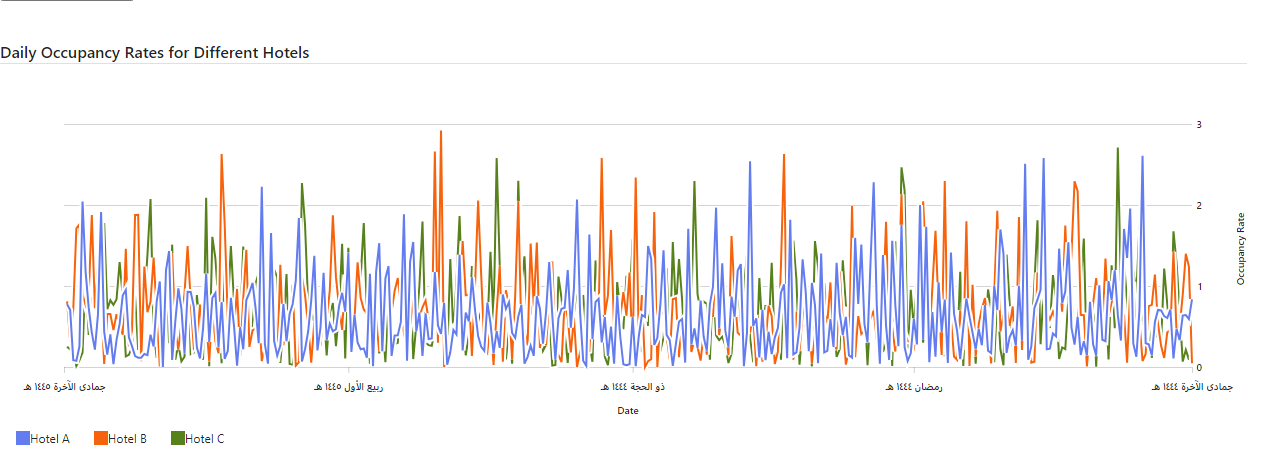 Daily Occupancy Rates for Different Hotels
3
2
1
0
Occupancy Rate
جمادى الآخرة ١٤٤٥ هـ
ربيع الأول ١٤٤٥ هـ
ذو الحجة ١٤٤٤ هـ
رمضان ١٤٤٤ هـ
جمادى الآخرة ١٤٤٤ هـ
Date
Hotel A
Hotel B
Hotel C